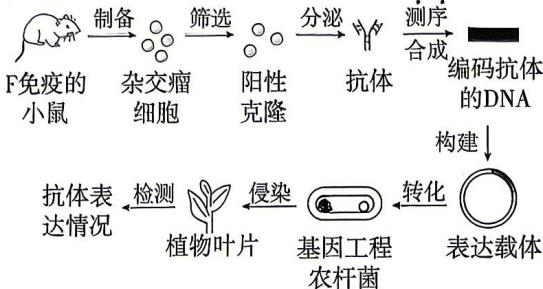 制备
筛选
分泌
测序
合成
F免疫的
小鼠
杂交瘤
细胞
阳性
克隆
抗体
编码抗体
的DNA
构建
抗体表
达情况
检测
侵染
转化
植物叶片
基因工程
农杆菌
表达载体